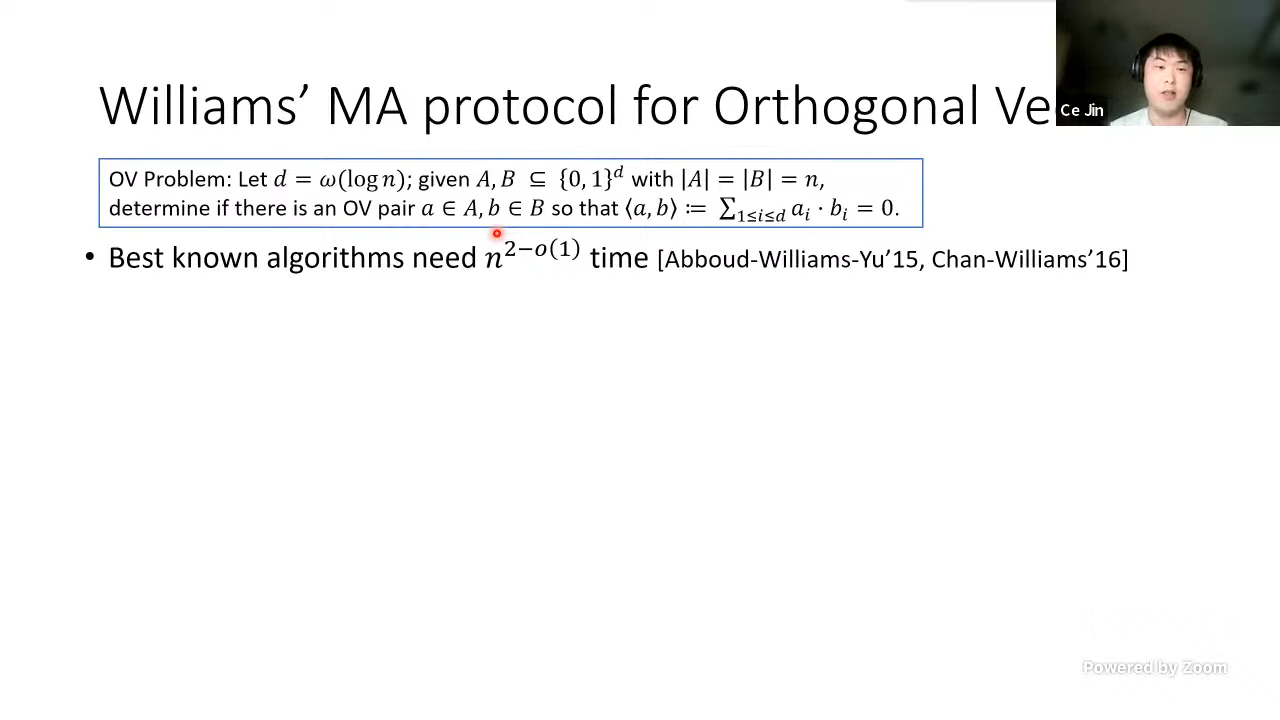 Williams’ MA protocol for Orthogonal Ve
Ce Jin
OV Problem: Let 𝑑 = 𝜔(log 𝑛); given 𝐴, 𝐵 ⊆ {0, 1}^𝑑 with |𝐴| = |𝐵| = 𝑛,
determine if there is an OV pair 𝑎 ∈ 𝐴, 𝑏 ∈ 𝐵 so that ⟨𝑎, 𝑏⟩ ≔ ∑_{1≤𝑖≤𝑑} 𝑎_𝑖 · 𝑏_𝑖 = 0.
• Best known algorithms need 𝑛^{2−𝑜(1)} time [Abboud-Williams-Yu’15, Chan-Williams’16]
Powered by Zoom